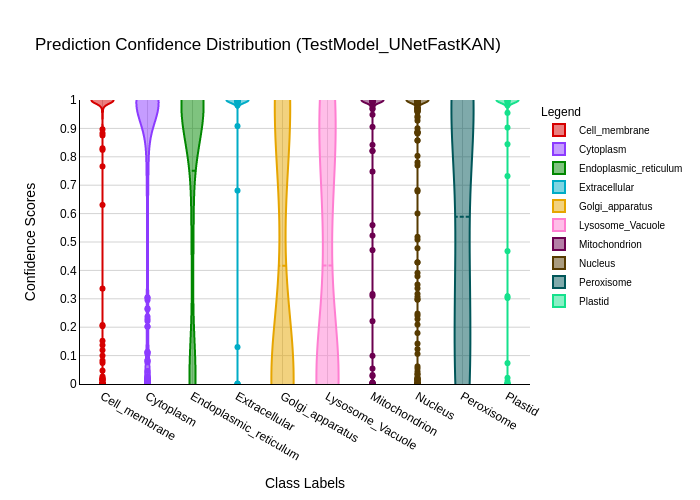 Prediction Confidence Distribution (TestModel_UNetFastKAN)
Confidence Scores
1
0.9
0.8
0.7
0.6
0.5
0.4
0.3
0.2
0.1
0
Cell_membrane
Cytoplasm
Endoplasmic_reticulum
Extracellular
Golgi_apparatus
Lysosome_Vacuole
Mitochondrion
Nucleus
Peroxisome
Plastid
Class Labels
Legend
Cell_membrane
Cytoplasm
Endoplasmic_reticulum
Extracellular
Golgi_apparatus
Lysosome_Vacuole
Mitochondrion
Nucleus
Peroxisome
Plastid